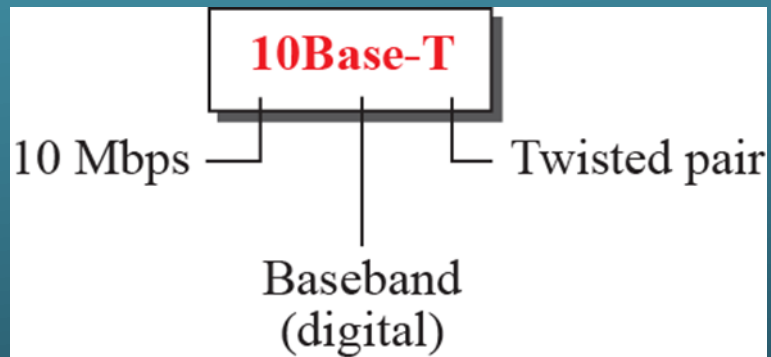 10Base-T
10 Mbps
Twisted pair
Baseband
(digital)